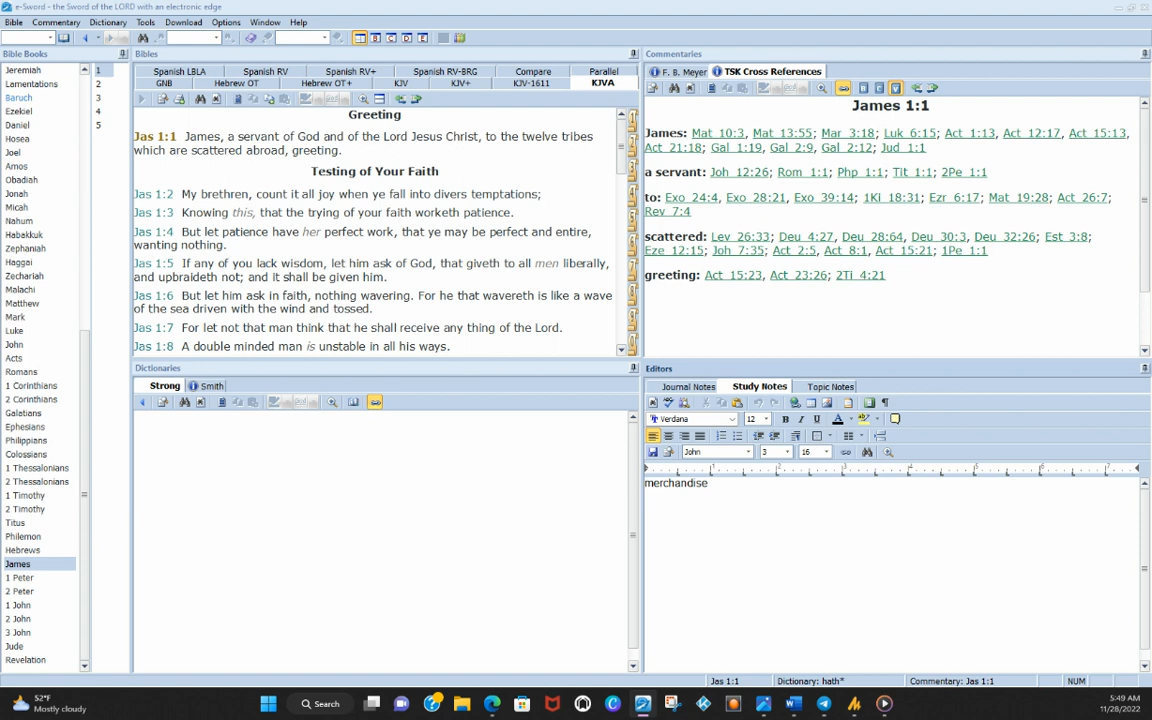 e-Sword - the Sword of the LORD with an electronic edge
Bible Commentary Dictionary Tools Download Options Window Help
Bible Books
Jeremiah
Lamentations
Baruch
Ezekiel
Daniel
Hosea
Joel
Amos
Obadiah
Jonah
Micah
Nahum
Habakkuk
Zephaniah
Haggai
Zechariah
Malachi
Matthew
Mark
Luke
John
Acts
Romans
1 Corinthians
2 Corinthians
Galatians
Ephesians
Philippians
Colossians
1 Thessalonians
2 Thessalonians
1 Timothy
2 Timothy
Titus
Philemon
Hebrews
James
1 Peter
2 Peter
1 John
2 John
3 John
Jude
Revelation
1
2
3
4
5
Bibles
Spanish LBLA Spanish RV Spanish RV+ Spanish RV-BRG Compare Parallel
GNB Hebrew OT Hebrew OT+ KJV KJV+ KJV-1611 KJVA
Greeting
Jas 1:1 James, a servant of God and of the Lord Jesus Christ, to the twelve tribes
which are scattered abroad, greeting.
Testing of Your Faith
Jas 1:2 My brethren, count it all joy when ye fall into divers temptations;
Jas 1:3 Knowing this, that the trying of your faith worketh patience.
Jas 1:4 But let patience have her perfect work, that ye may be perfect and entire,
wanting nothing.
Jas 1:5 If any of you lack wisdom, let him ask of God, that giveth to all men liberally,
and upbraideth not; and it shall be given him.
Jas 1:6 But let him ask in faith, nothing wavering. For he that wavereth is like a wave
of the sea driven with the wind and tossed.
Jas 1:7 For let not that man think that he shall receive any thing of the Lord.
Jas 1:8 A double minded man is unstable in all his ways.
Commentaries
F. B. Meyer TSK Cross References
James 1:1
James: Mat 10:3, Mat 13:55; Mar 3:18; Luk 6:15; Act 1:13, Act 12:17, Act 15:13,
Act 21:18; Gal 1:19, Gal 2:9, Gal 2:12; Jud 1:1
a servant: Joh 12:26; Rom 1:1; Php 1:1; Tit 1:1; 2Pe 1:1
to: Exo 24:4, Exo 28:21, Exo 39:14; 1Ki 18:31; Ezr 6:17; Mat 19:28; Act 26:7;
Rev 7:4
scattered: Lev 26:33; Deu 4:27, Deu 28:64, Deu 30:3, Deu 32:26; Est 3:8;
Eze 12:15; Joh 7:35; Act 2:5, Act 8:1, Act 15:21; 1Pe 1:1
greeting: Act 15:23, Act 23:26; 2Ti 4:21
Dictionaries
Strong Smith
Editors
Journal Notes Study Notes Topic Notes
Verdana 12 B I U A
John 3 16
1 2 3 4 5 6 7
merchandise
Jas 1:1 Dictionary: hath* Commentary: Jas 1:1 NUM
52°F
Mostly cloudy
Search
5:49 AM
11/28/2022